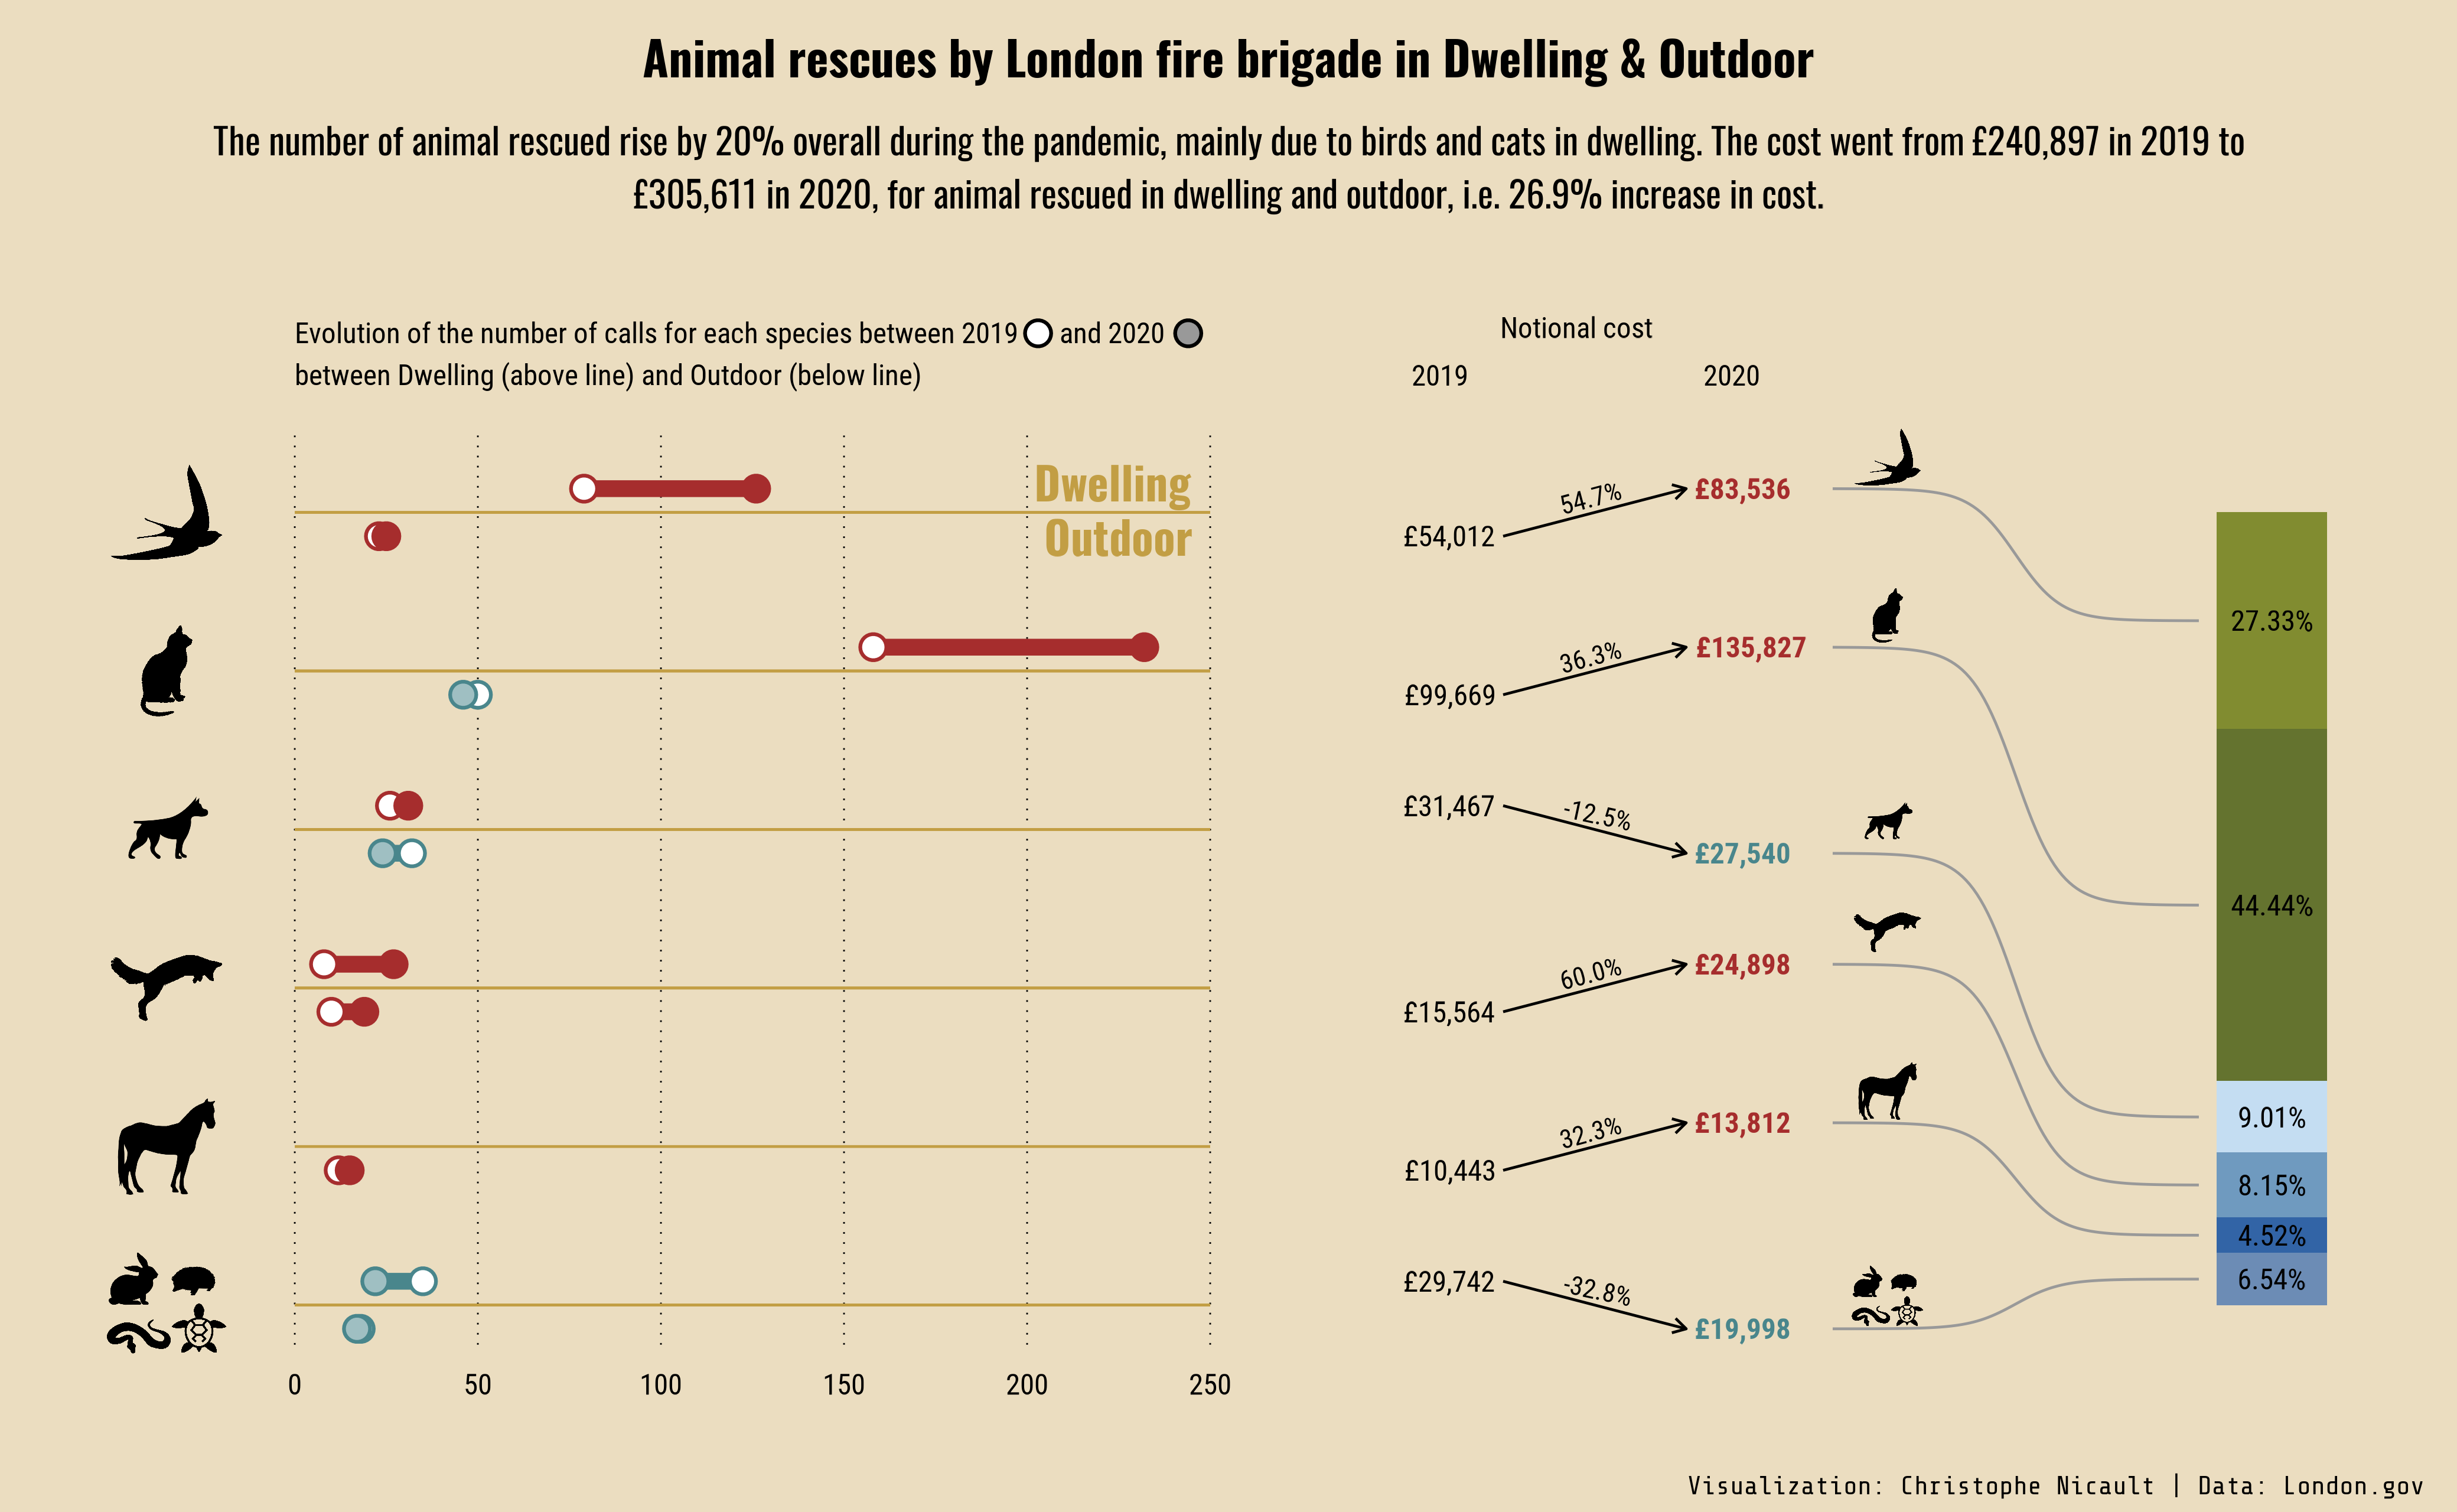 Animal rescues by London fire brigade in Dwelling & Outdoor
The number of animal rescued rise by 20% overall during the pandemic, mainly due to birds and cats in dwelling. The cost went from £240,897 in 2019 to
£305,611 in 2020, for animal rescued in dwelling and outdoor, i.e. 26.9% increase in cost.
Evolution of the number of calls for each species between 2019 and 2020
between Dwelling (above line) and Outdoor (below line)
Notional cost
2019 2020
Dwelling
Outdoor
£54,012 54.7% £83,536
£99,669 36.3% £135,827
£31,467 -12.5% £27,540
£15,564 60.0% £24,898
£10,443 32.3% £13,812
£29,742 -32.8% £19,998
27.33%
44.44%
9.01%
8.15%
4.52%
6.54%
0 50 100 150 200 250
Visualization: Christophe Nicault | Data: London.gov